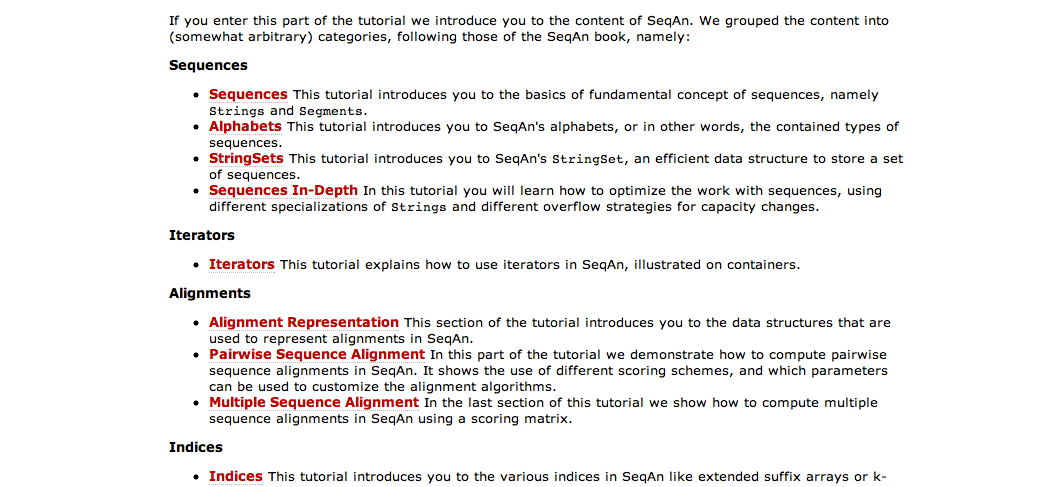 If you enter this part of the tutorial we introduce you to the content of SeqAn. We grouped the content into
(somewhat arbitrary) categories, following those of the SeqAn book, namely:
Sequences
• Sequences This tutorial introduces you to the basics of fundamental concept of sequences, namely
Strings and Segments.
• Alphabets This tutorial introduces you to SeqAn's alphabets, or in other words, the contained types of
sequences.
• StringSets This tutorial introduces you to SeqAn's StringSet, an efficient data structure to store a set
of sequences.
• Sequences In-Depth In this tutorial you will learn how to optimize the work with sequences, using
different specializations of Strings and different overflow strategies for capacity changes.
Iterators
• Iterators This tutorial explains how to use iterators in SeqAn, illustrated on containers.
Alignments
• Alignment Representation This section of the tutorial introduces you to the data structures that are
used to represent alignments in SeqAn.
• Pairwise Sequence Alignment In this part of the tutorial we demonstrate how to compute pairwise
sequence alignments in SeqAn. It shows the use of different scoring schemes, and which parameters
can be used to customize the alignment algorithms.
• Multiple Sequence Alignment In the last section of this tutorial we show how to compute multiple
sequence alignments in SeqAn using a scoring matrix.
Indices
• Indices This tutorial introduces you to the various indices in SeqAn like extended suffix arrays or k-